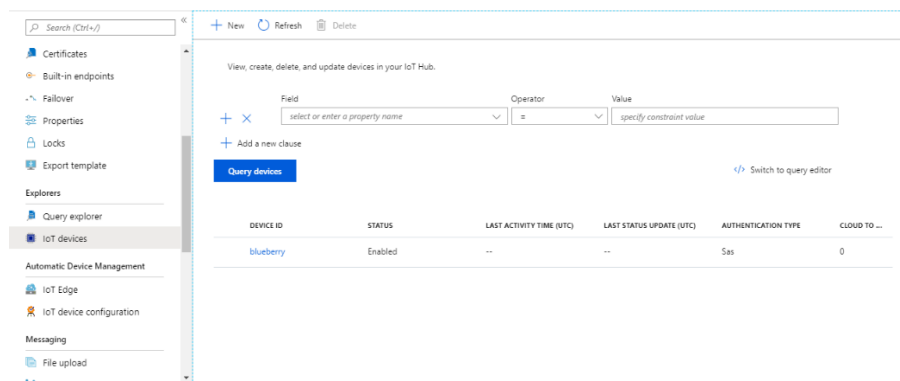 Search (Ctrl+/)
«
Certificates
Built-in endpoints
Failover
Properties
Locks
Export template
Explorers
Query explorer
IoT devices
Automatic Device Management
IoT Edge
IoT device configuration
Messaging
File upload
New Refresh Delete
View, create, delete, and update devices in your IoT Hub.
Field Operator Value
select or enter a property name = specify constraint value
Add a new clause
Query devices
</> Switch to query editor
DEVICE ID STATUS LAST ACTIVITY TIME (UTC) LAST STATUS UPDATE (UTC) AUTHENTICATION TYPE CLOUD TO ...
blueberry Enabled -- -- Sas 0